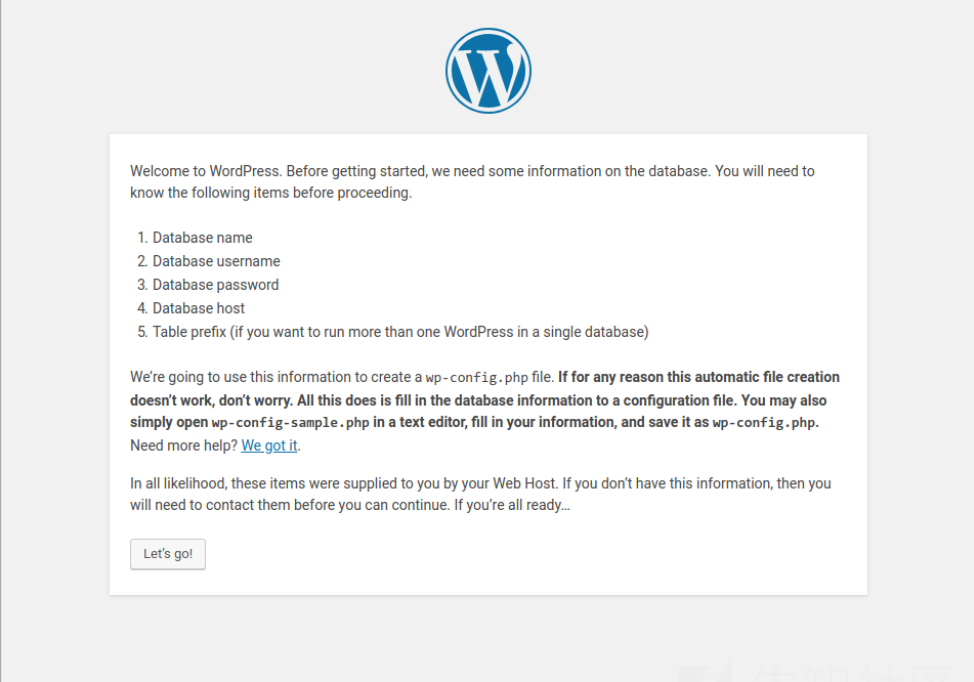 Welcome to WordPress. Before getting started, we need some information on the database. You will need to
know the following items before proceeding.
1. Database name
2. Database username
3. Database password
4. Database host
5. Table prefix (if you want to run more than one WordPress in a single database)
We’re going to use this information to create a wp-config.php file. If for any reason this automatic file creation
doesn’t work, don’t worry. All this does is fill in the database information to a configuration file. You may also
simply open wp-config-sample.php in a text editor, fill in your information, and save it as wp-config.php.
Need more help? We got it.
In all likelihood, these items were supplied to you by your Web Host. If you don’t have this information, then you
will need to contact them before you can continue. If you’re all ready…
Let’s go!